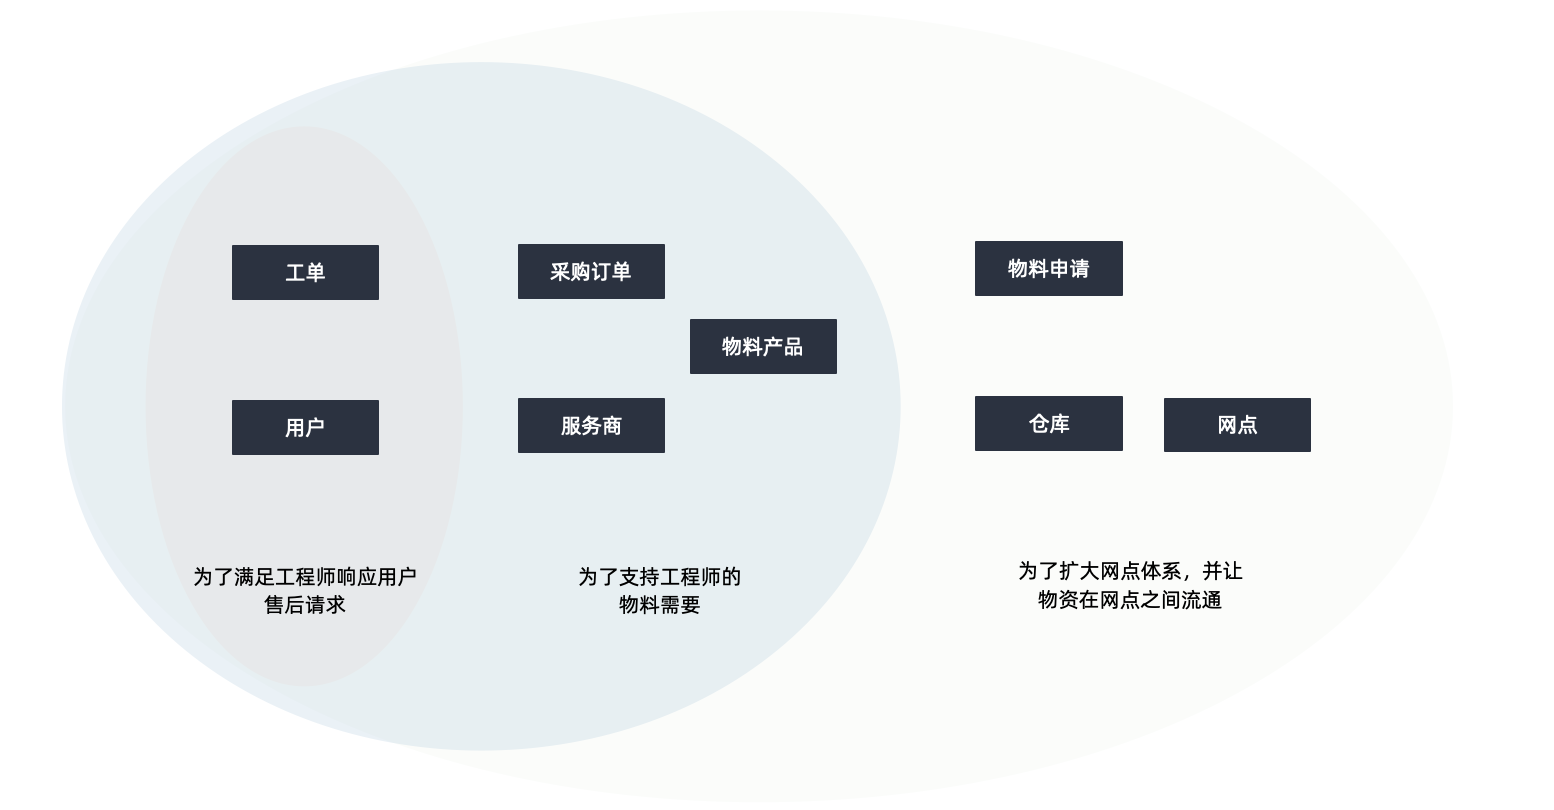 工单
采购订单
物料申请
物料产品
用户
服务商
仓库
网点
为了满足工程师响应用户
售后请求
为了支持工程师的
物料需要
为了扩大网点体系，并让
物资在网点之间流通